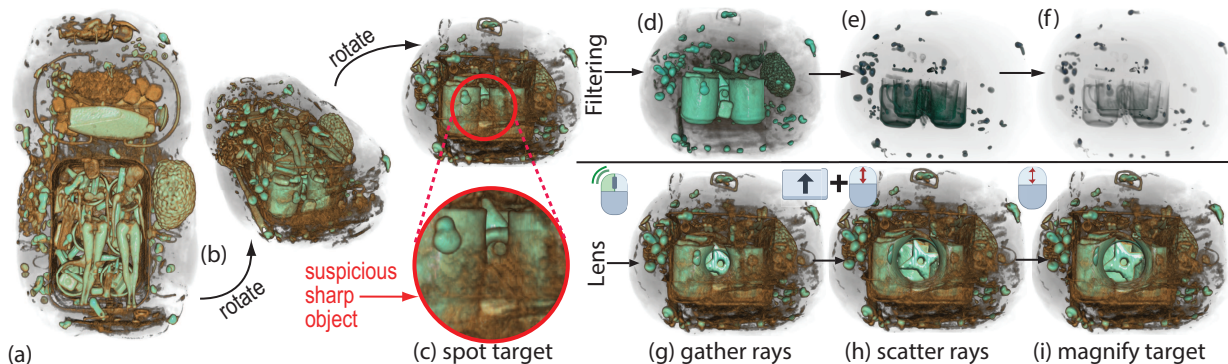 (a)
(b)
rotate
rotate
suspicious
sharp
object
(c) spot target
Filtering
(d)
(e)
(f)
Lens
(g) gather rays
(h) scatter rays
(i) magnify target